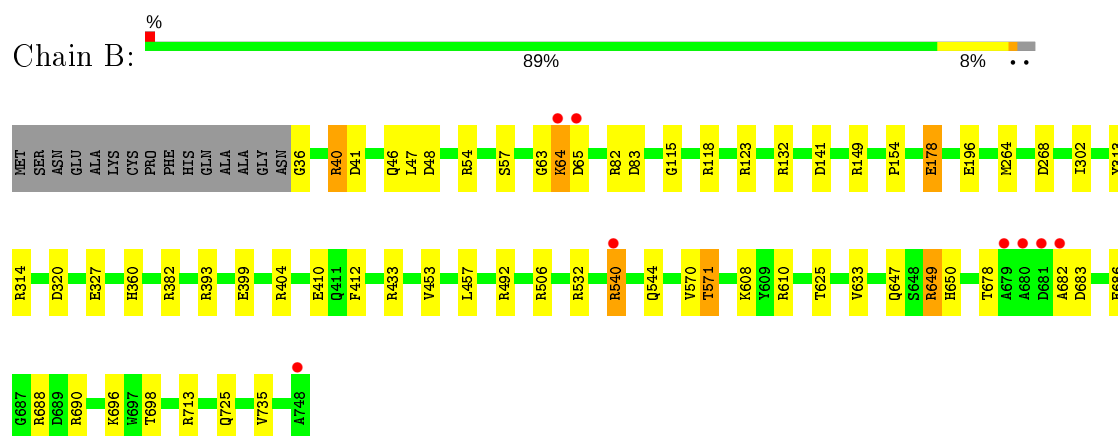 %
Chain B:
89% 8% • •
MET SER ASN GLU ALA LYS CYS PRO PHE HIS GLN ALA ALA GLY ASN G36 R40 D41 Q46 L47 D48 R54 S57 G63 K64 D65 R82 D83 G115 R118 R123 R132 D141 R149 P154 E178 E196 M264 D268 I302 Y313
R314 D320 E327 H360 R382 R393 E399 R404 E410 Q411 F412 R433 V453 L457 R492 R506 R532 R540 Q544 V570 T571 K608 Y609 R610 T625 V633 Q647 S648 R649 H650 T678 A679 A680 D681 A682 D683 E686
G687 R688 D689 R690 K696 W697 T698 R713 Q725 V735 A748